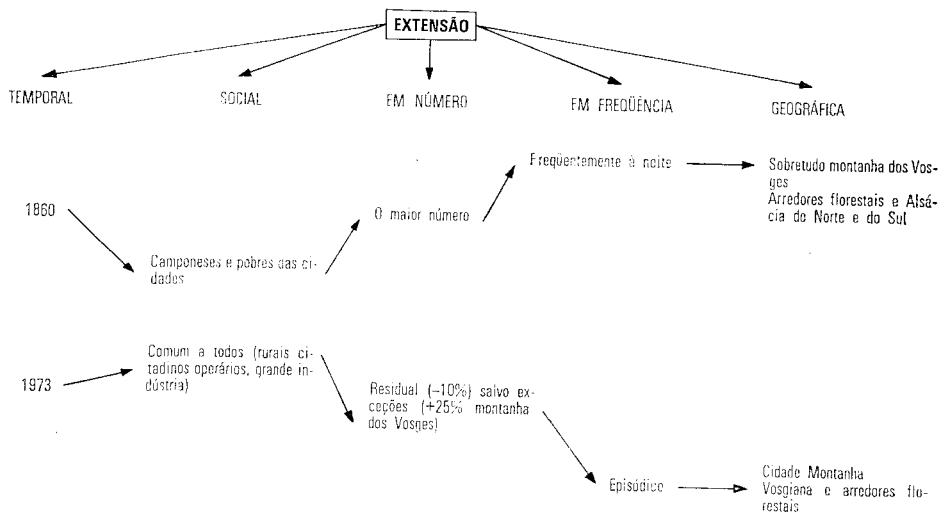 EXTENSÃO
TEMPORAL
SOCIAL
EM NÚMERO
EM FREQÜÊNCIA
GEOGRÁFICA
1860
Camponeses e pobres das ci-
dades
O maior número
Freqüentemente à noite
Sobretudo montanha dos Vos-
ges
Arredores florestais e Alsá-
cia do Norte e do Sul
1973
Comum a todos (rurais ci-
tadinos operários, grande in-
dústria)
Residual (–10%) salvo ex-
ceções (+25% montanha
dos Vosges)
Episódico
Cidade Montanha
Vosgiana e arredores flo-
restais